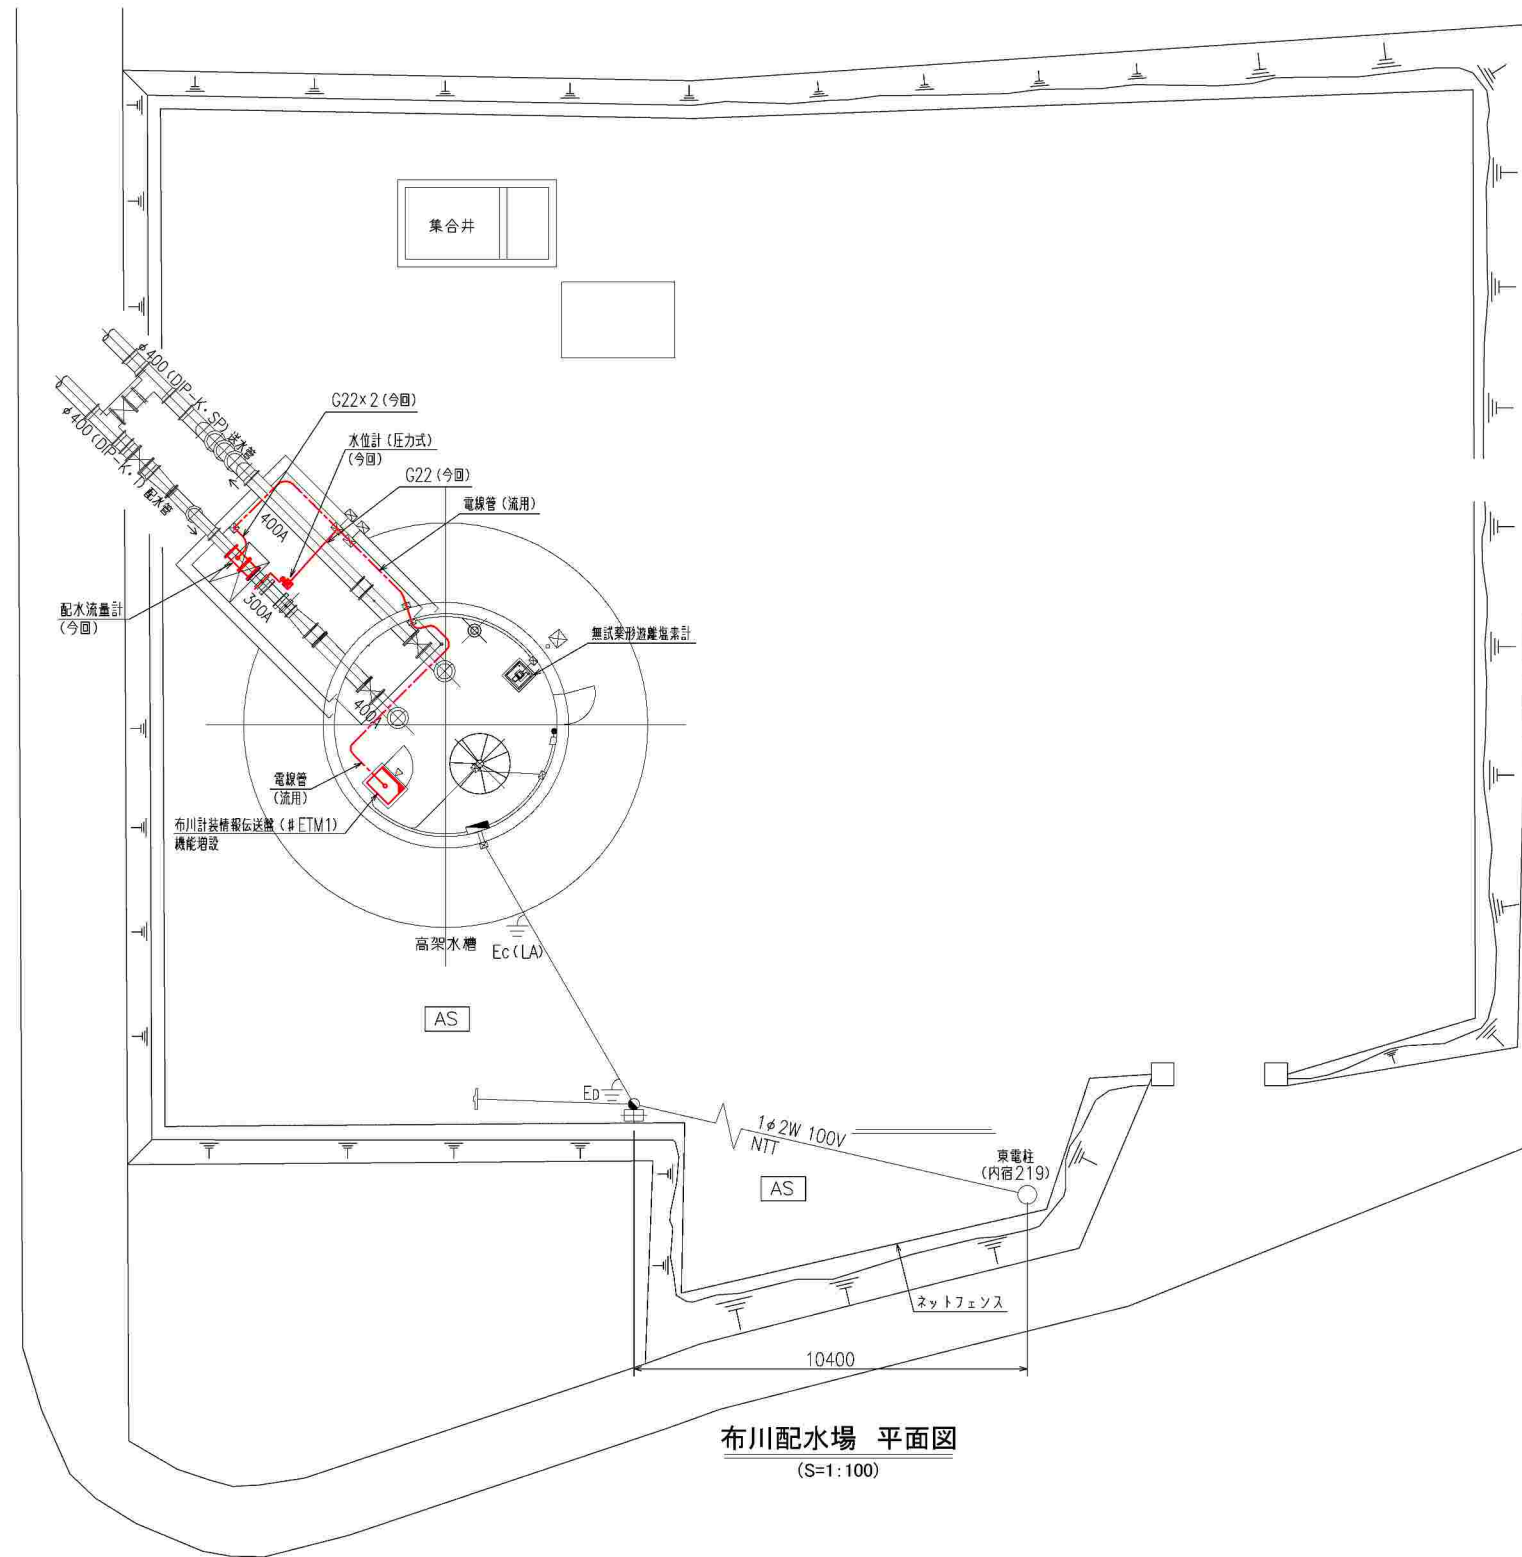 集合井
φ400(DIP-K・SP) 送水管
φ400(DIP-K・T) 配水管
G22×2(今回)
水位計(圧力式)
(今回)
G22(今回)
電線管(流用)
400A
300A
配水流量計
(今回)
無試薬形遊離塩素計
400A
電線管
(流用)
布川計装情報伝送盤(#ETM1)
機能増設
高架水槽
Ec(LA)
AS
ED
1φ2W 100V
NTT
東電柱
(内宿219)
AS
ネットフェンス
10400
布川配水場 平面図
(S=1:100)